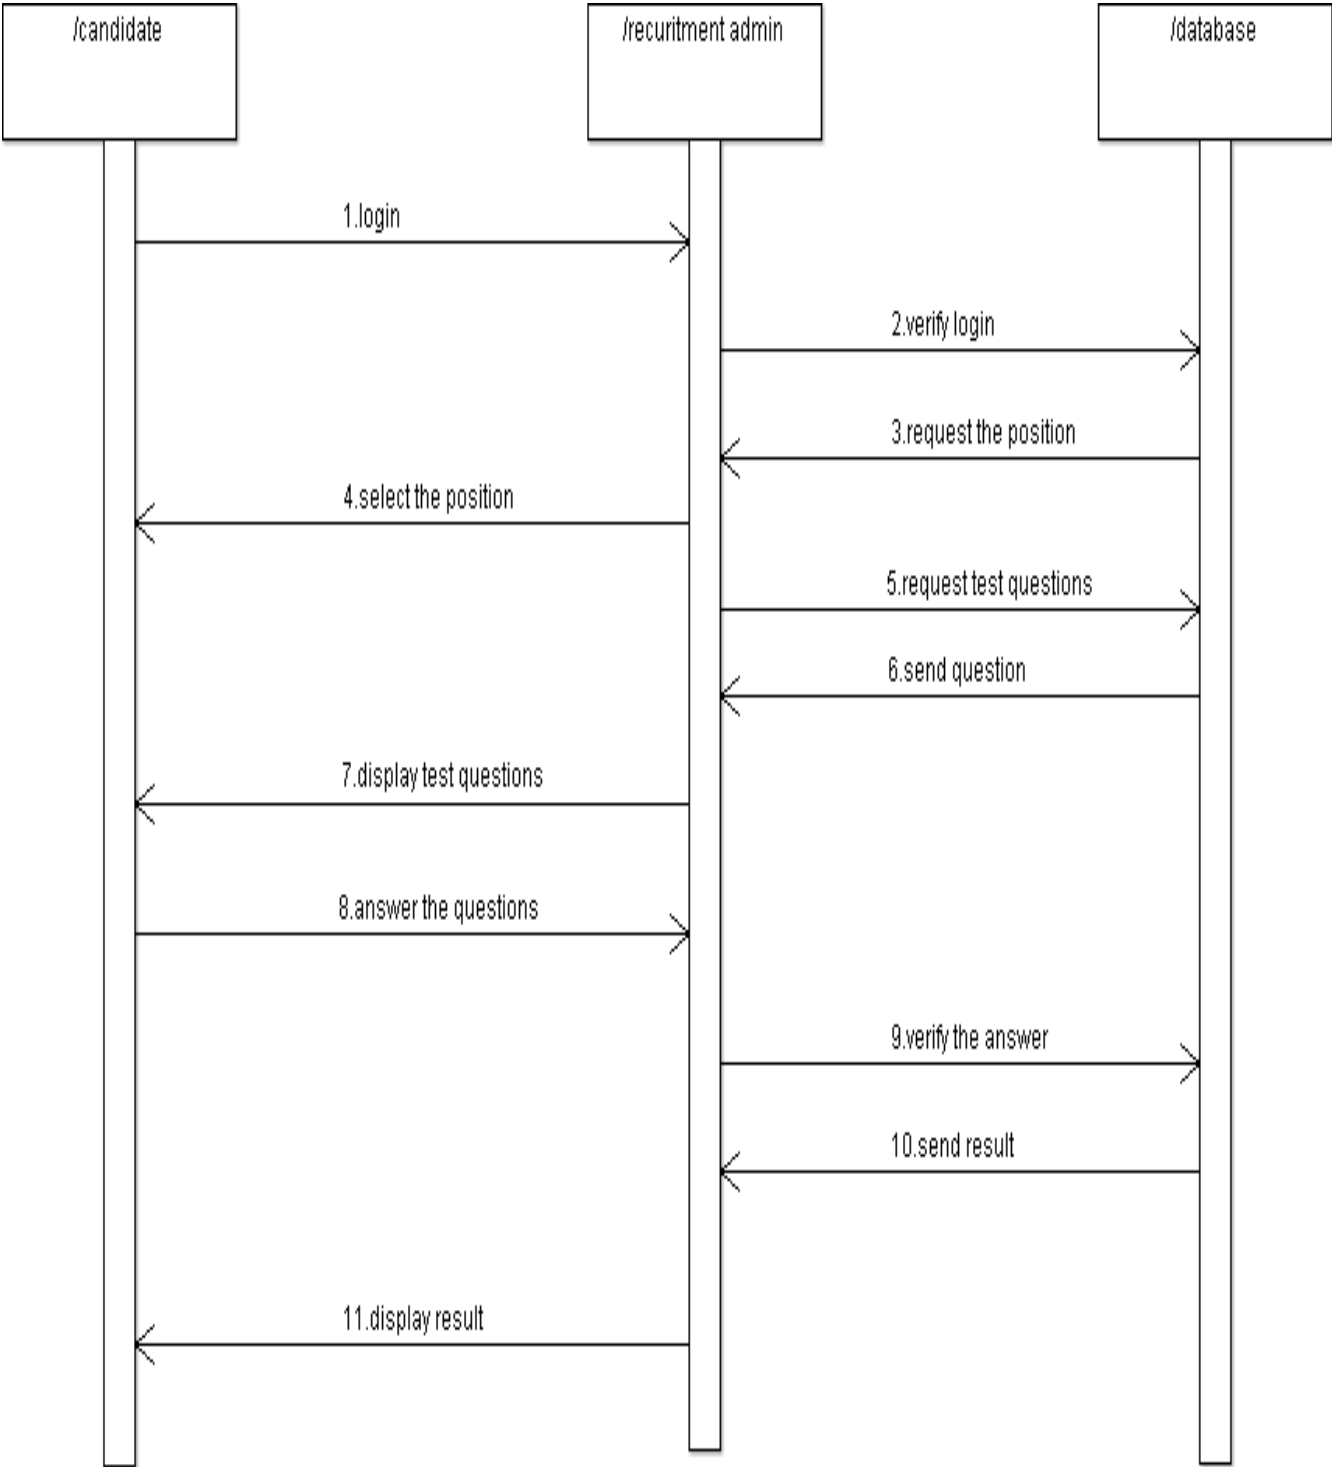 /candidate
/recuritment admin
/database
1.login
2.verify login
3.request the position
4.select the position
5.request test questions
6.send question
7.display test questions
8.answer the questions
9.verify the answer
10.send result
11.display result